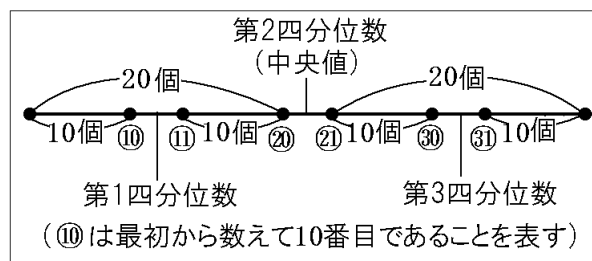 第2四分位数
(中央値)
20個 20個
10個 ⑩ ⑪ 10個 ⑳ ㉑ 10個 ㉚ ㉛ 10個
第1四分位数 第3四分位数
(⑩は最初から数えて10番目であることを表す)